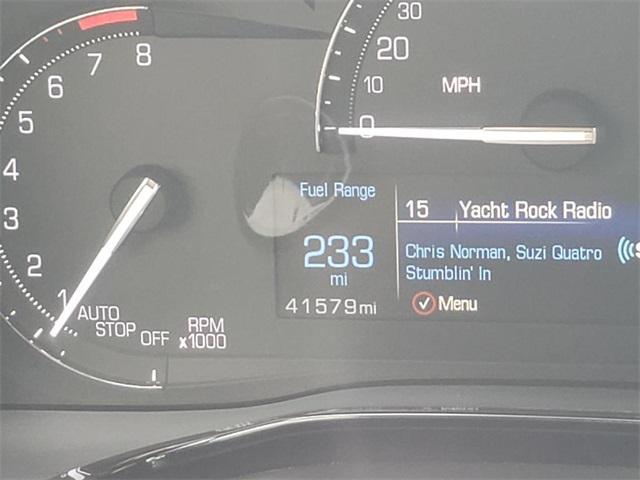 8
7
6
5
4
3
2
1
AUTO
STOP
OFF
RPM
x1000
30
20
10
0
MPH
Fuel Range
233
mi
41579mi
15 Yacht Rock Radio
Chris Norman, Suzi Quatro
Stumblin' In
Menu